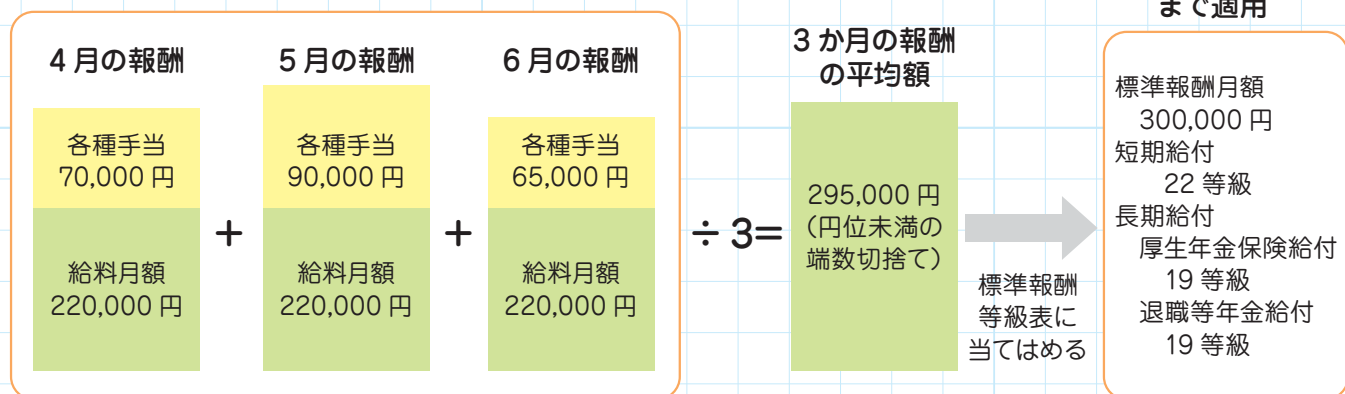 4月の報酬
各種手当
70,000円
給料月額
220,000円
+
5月の報酬
各種手当
90,000円
給料月額
220,000円
+
6月の報酬
各種手当
65,000円
給料月額
220,000円
÷3=
3か月の報酬
の平均額
295,000円
(円位未満の
端数切捨て)
標準報酬
等級表に
当てはめる
まで適用
標準報酬月額
300,000円
短期給付
22等級
長期給付
厚生年金保険給付
19等級
退職等年金給付
19等級